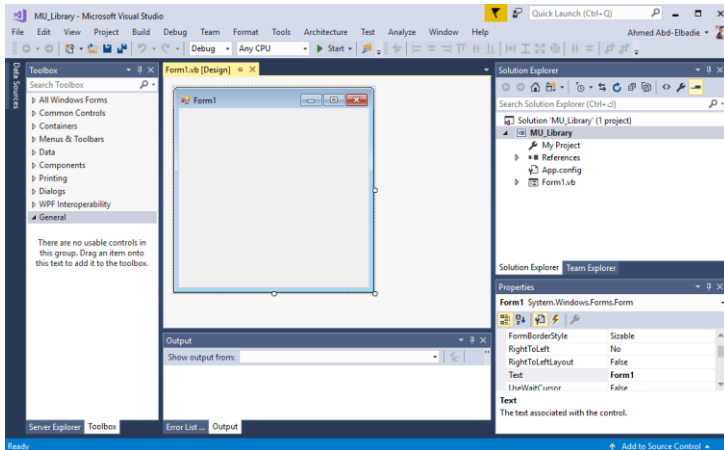 MU_Library - Microsoft Visual Studio
Quick Launch (Ctrl+Q)
File Edit View Project Build Debug Team Format Tools Architecture Test Analyze Window Help
Ahmed Abd-Elbadie
Debug Any CPU Start
Data Sources
Toolbox
Search Toolbox
All Windows Forms
Common Controls
Containers
Menus & Toolbars
Data
Components
Printing
Dialogs
WPF Interoperability
General
There are no usable controls in
this group. Drag an item onto
this text to add it to the toolbox.
Server Explorer Toolbox
Form1.vb [Design]
Form1
Output
Show output from:
Error List ... Output
Solution Explorer
Search Solution Explorer (Ctrl+؛)
Solution 'MU_Library' (1 project)
MU_Library
My Project
References
App.config
Form1.vb
Solution Explorer Team Explorer
Properties
Form1 System.Windows.Forms.Form
FormBorderStyle Sizable
RightToLeft No
RightToLeftLayout False
Text Form1
UseWaitCursor False
Text
The text associated with the control.
Ready
Add to Source Control